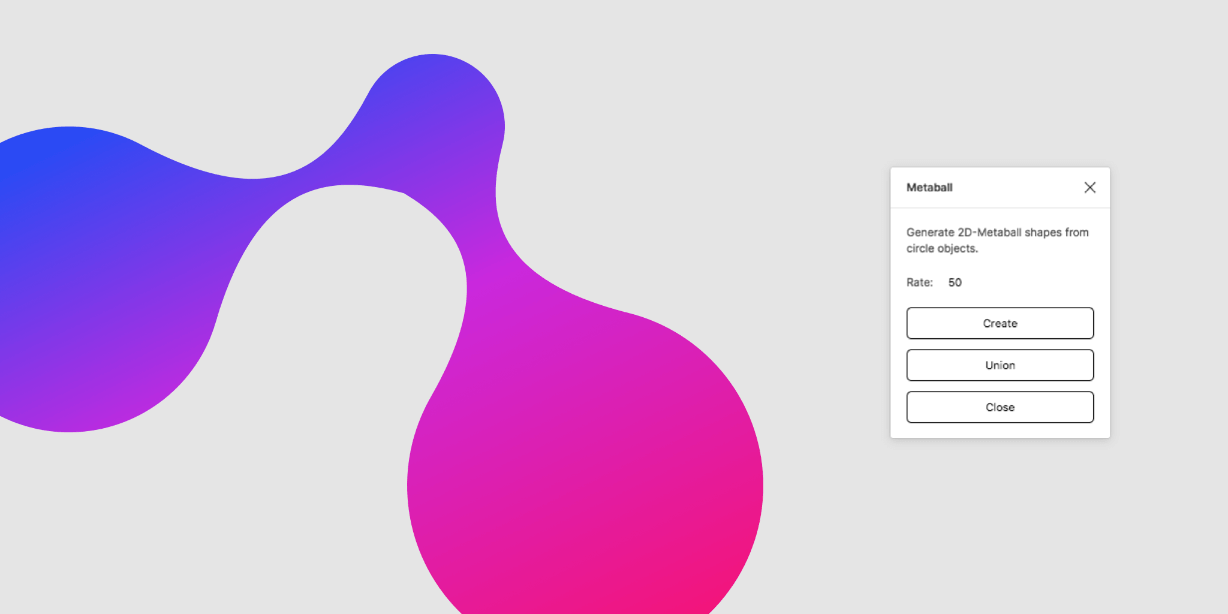 Metaball
Generate 2D-Metaball shapes from
circle objects.
Rate: 50
Create
Union
Close